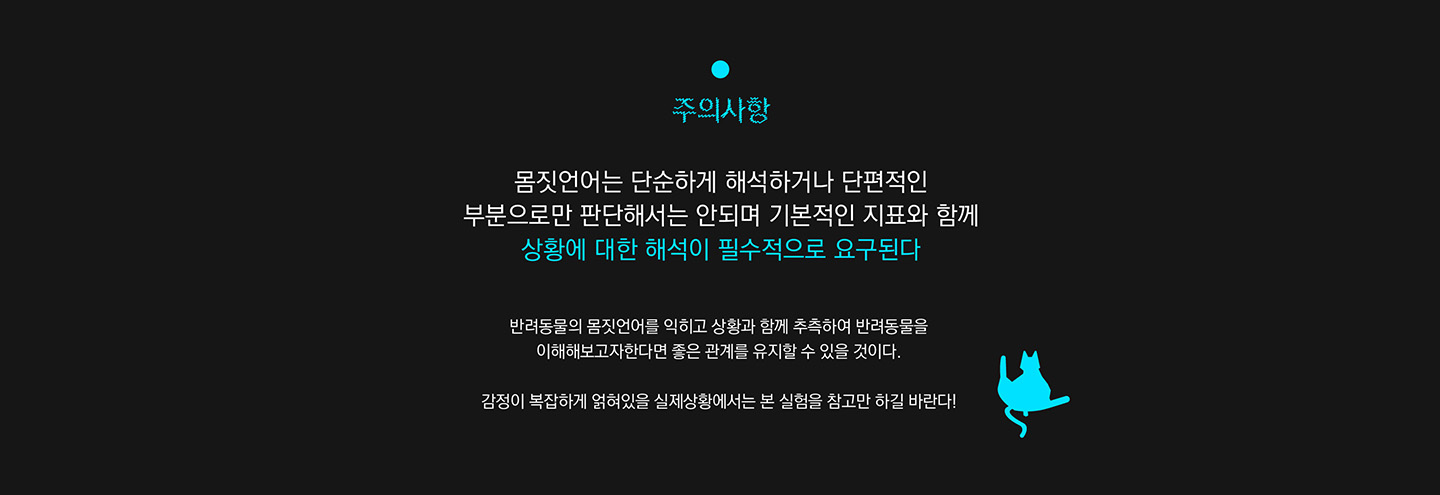 주의사항
몸짓언어는 단순하게 해석하거나 단편적인
부분으로만 판단해서는 안되며 기본적인 지표와 함께
상황에 대한 해석이 필수적으로 요구된다
반려동물의 몸짓언어를 익히고 상황과 함께 추측하여 반려동물을
이해해보고자한다면 좋은 관계를 유지할 수 있을 것이다.
감정이 복잡하게 얽혀있을 실제상황에서는 본 실험을 참고만 하길 바란다!